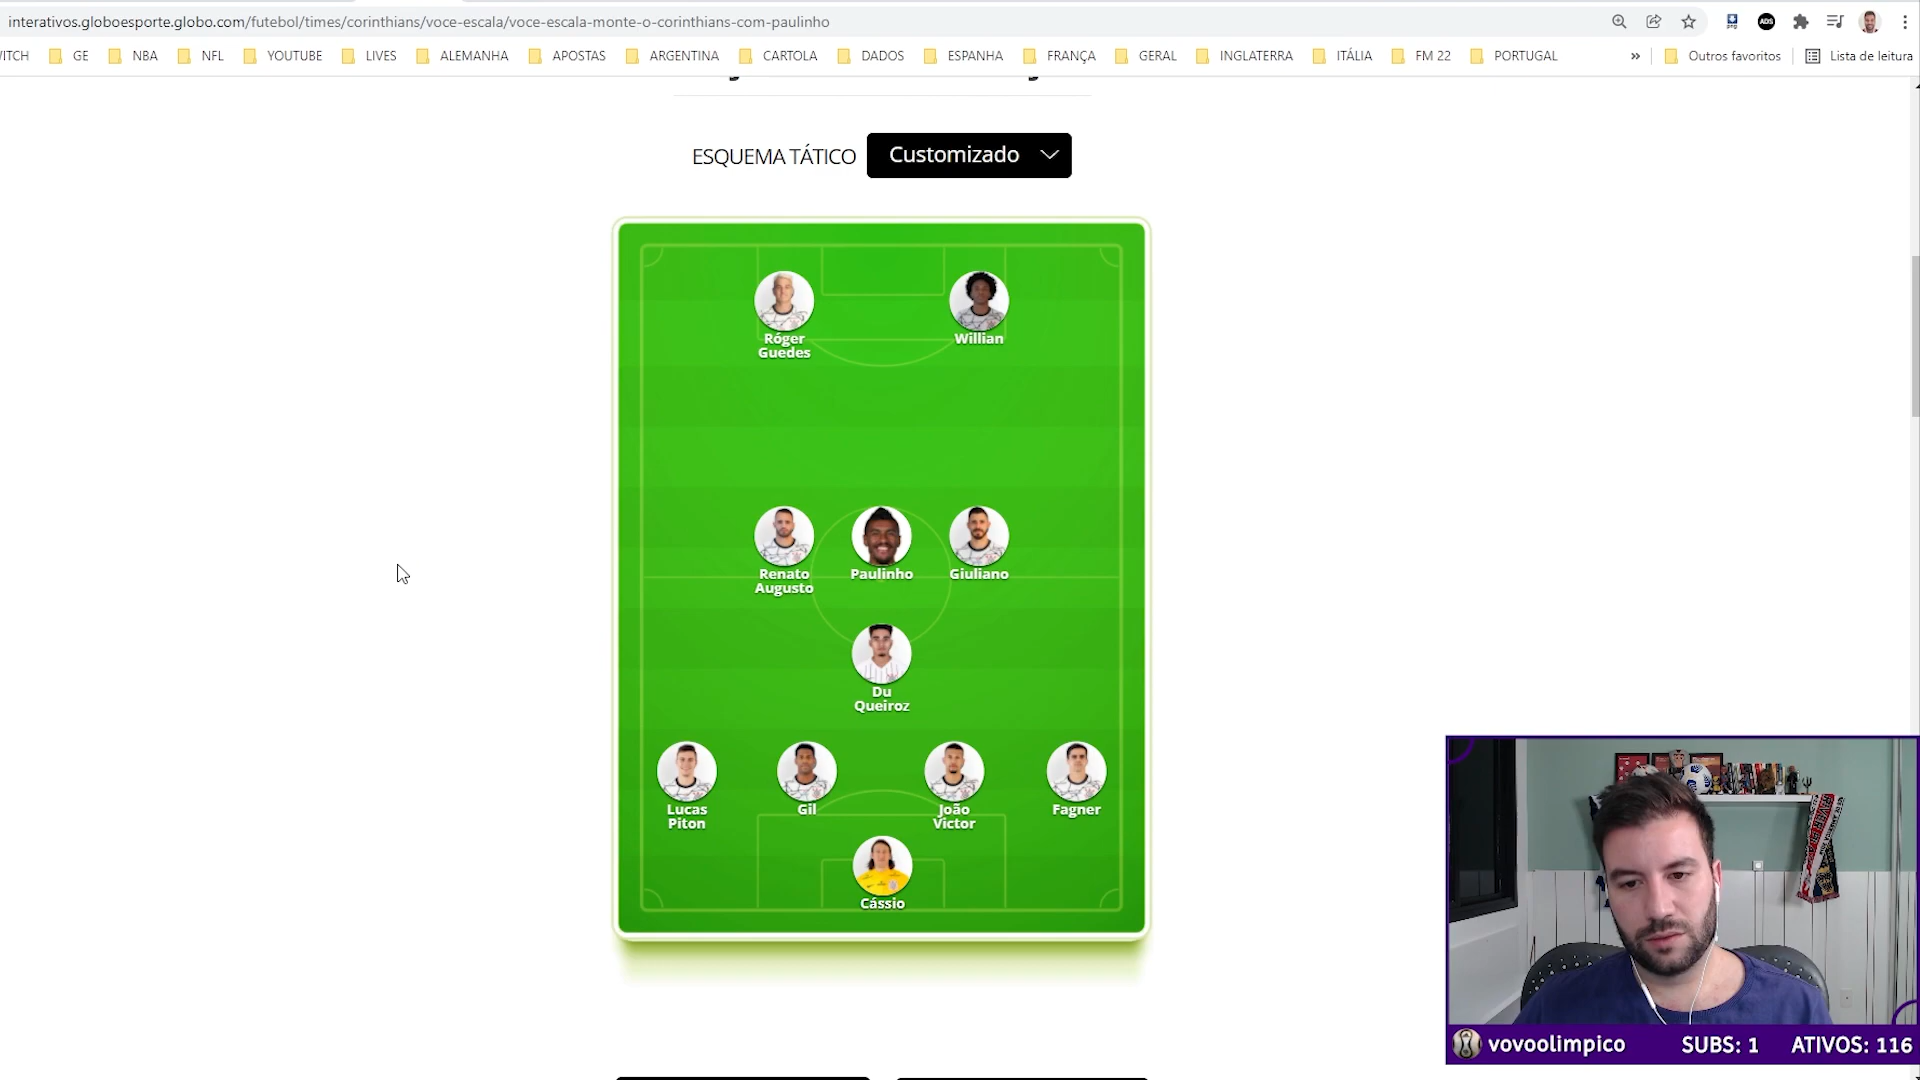 interativos.globoesporte.globo.com/futebol/times/corinthians/voce-escala/voce-escala-monte-o-corinthians-com-paulinho
ITCH GE NBA NFL YOUTUBE LIVES ALEMANHA APOSTAS ARGENTINA CARTOLA DADOS ESPANHA FRANÇA GERAL INGLATERRA ITÁLIA FM 22 PORTUGAL » Outros favoritos Lista de leitura
ESQUEMA TÁTICO Customizado
Róger
Guedes
Willian
Renato
Augusto
Paulinho
Giuliano
Du
Queiroz
Lucas
Piton
Gil
João
Victor
Fagner
Cássio
vovoolimpico SUBS: 1 ATIVOS: 116